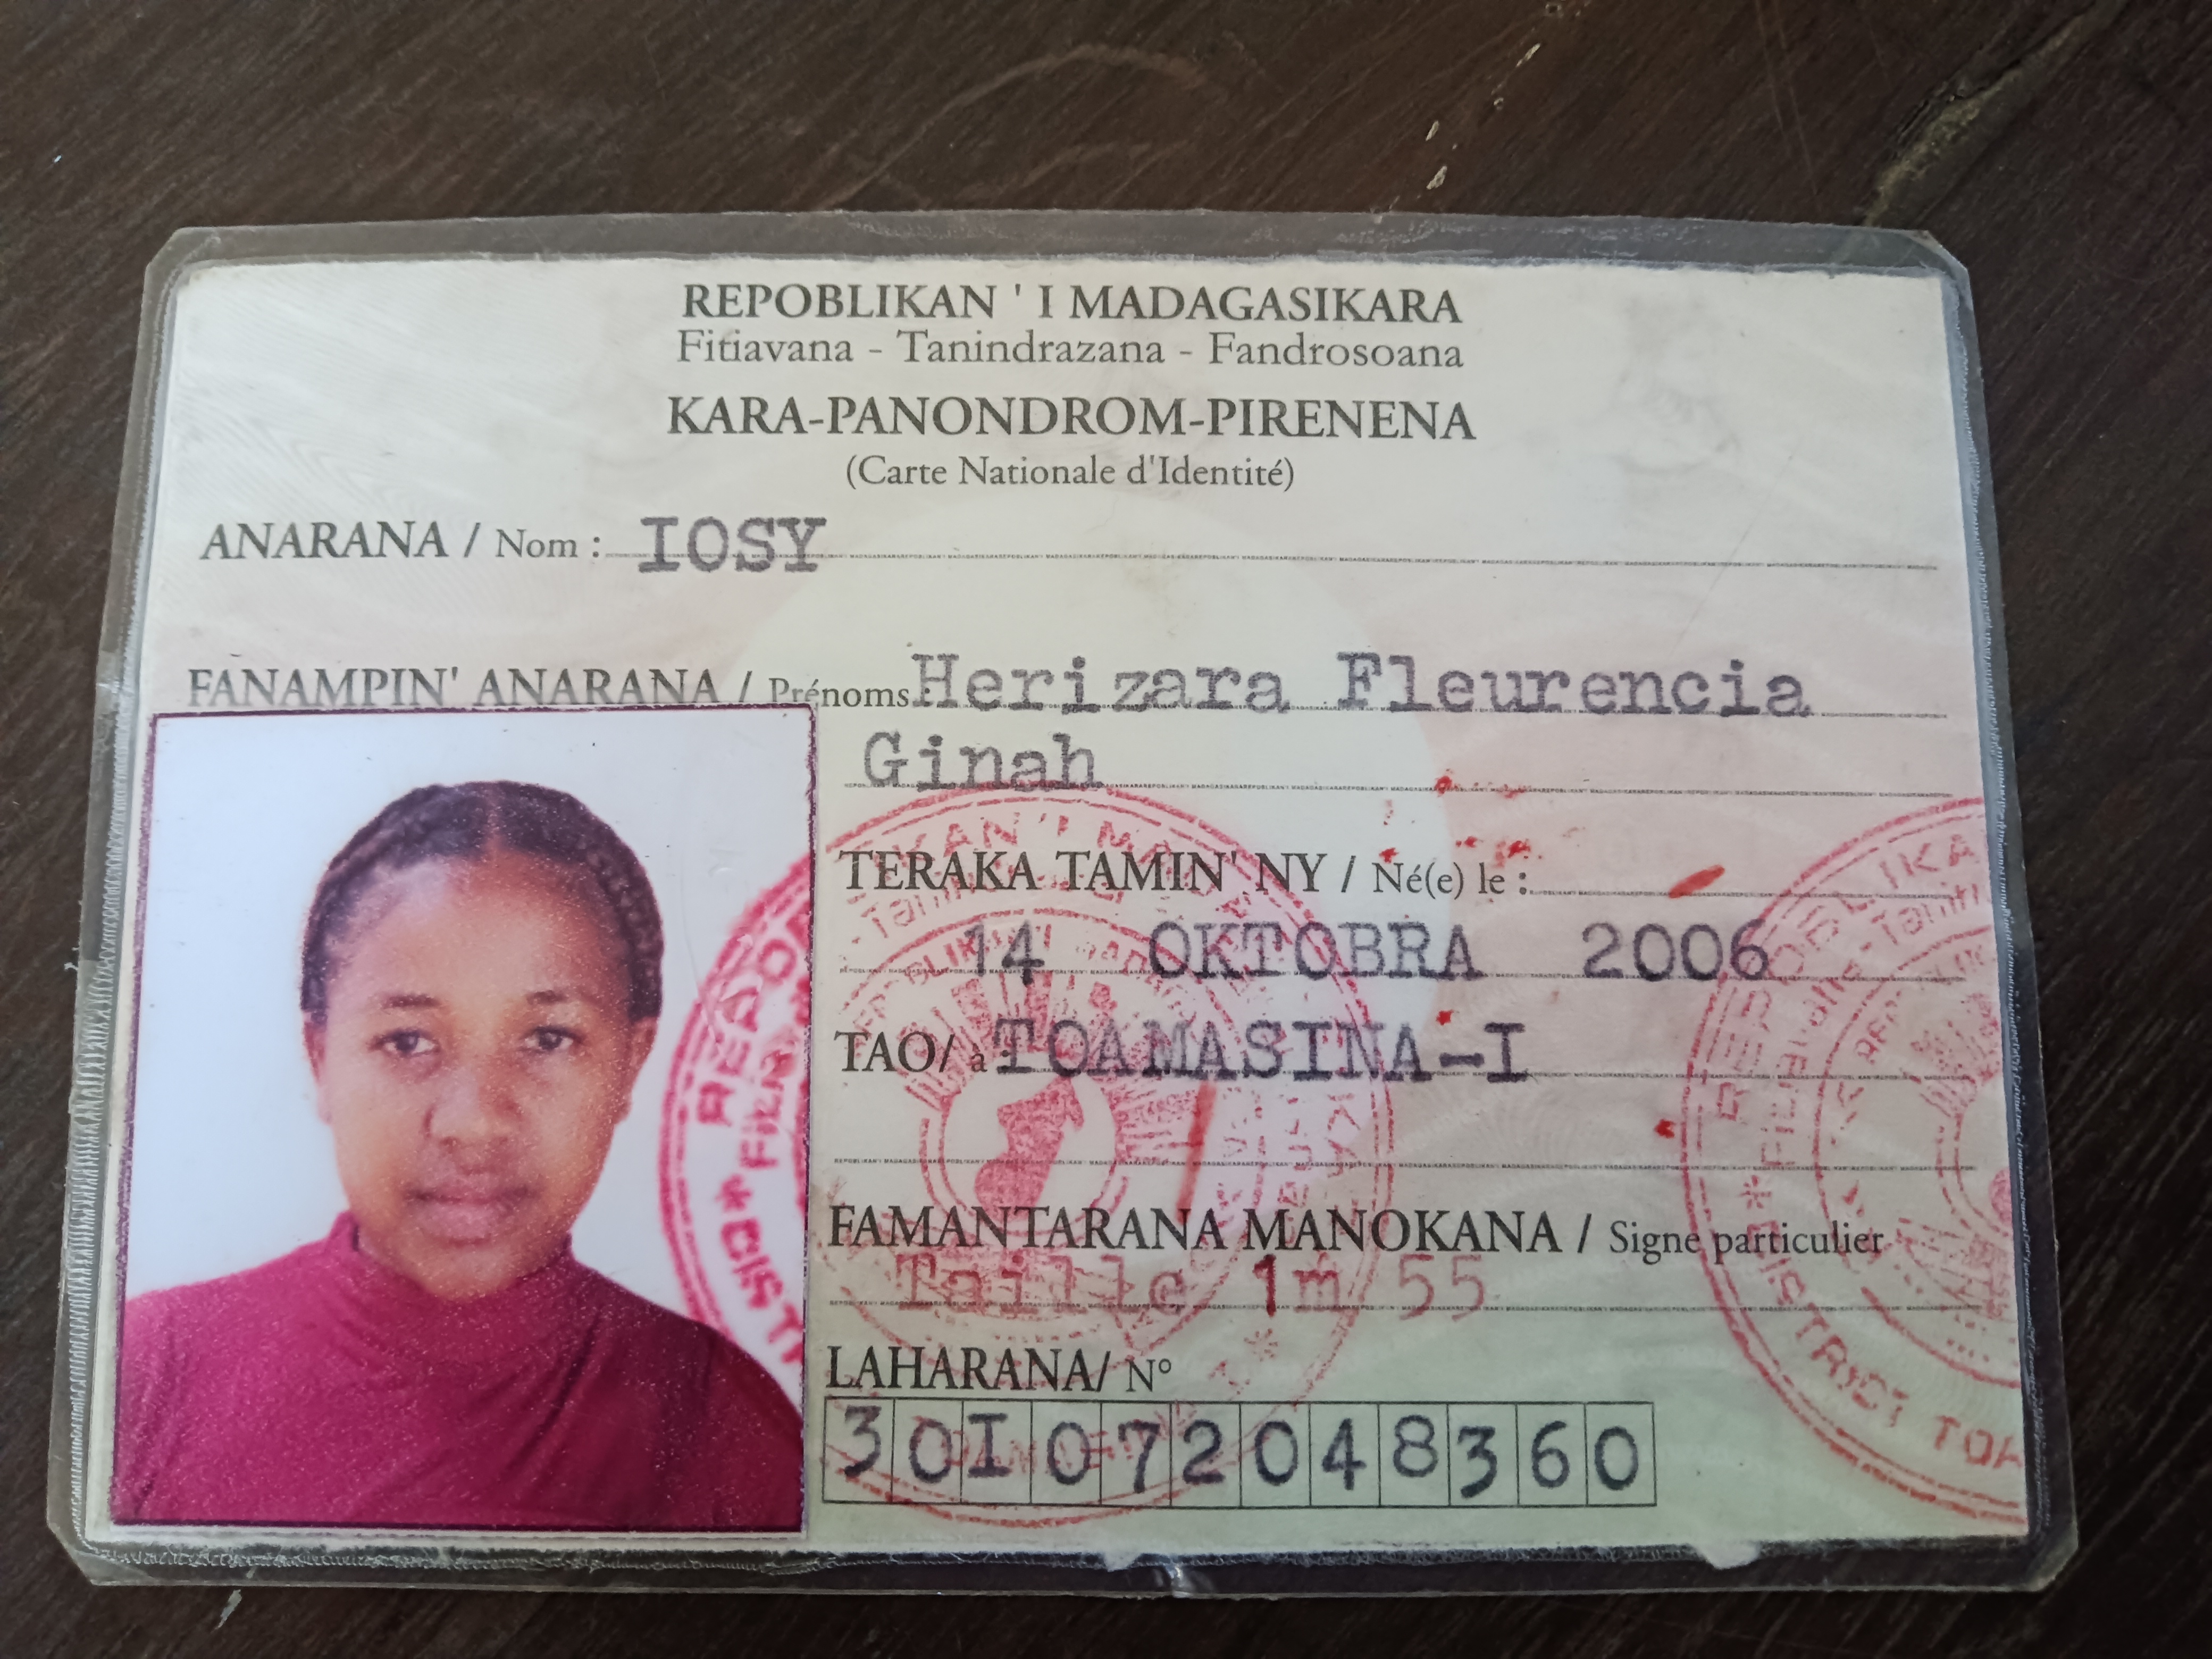 REPOBLIKAN ' I MADAGASIKARA
Fitiavana - Tanindrazana - Fandrosoana
KARA-PANONDROM-PIRENENA
(Carte Nationale d'Identité)
ANARANA / Nom : IOSY
FANAMPIN' ANARANA / Prénoms : Herizara Fleurencia
Ginah
TERAKA TAMIN' NY / Né(e) le :
14 OKTOBRA 2006
TAO/ à TOAMASINA-I
FAMANTARANA MANOKANA / Signe particulier
Taille 1m 55
LAHARANA/ N°
30I072048360